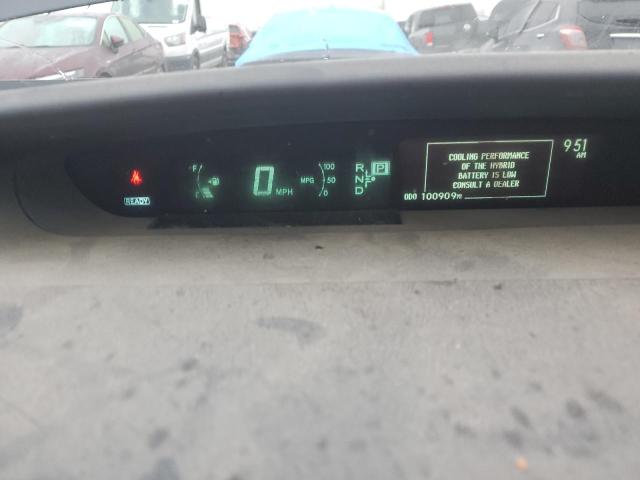 READY
F
E
0 MPH
MPG
100
50
0
R
N
D
P
COOLING PERFORMANCE
OF THE HYBRID
BATTERY IS LOW
CONSULT A DEALER
ODO 100909
9:51
AM